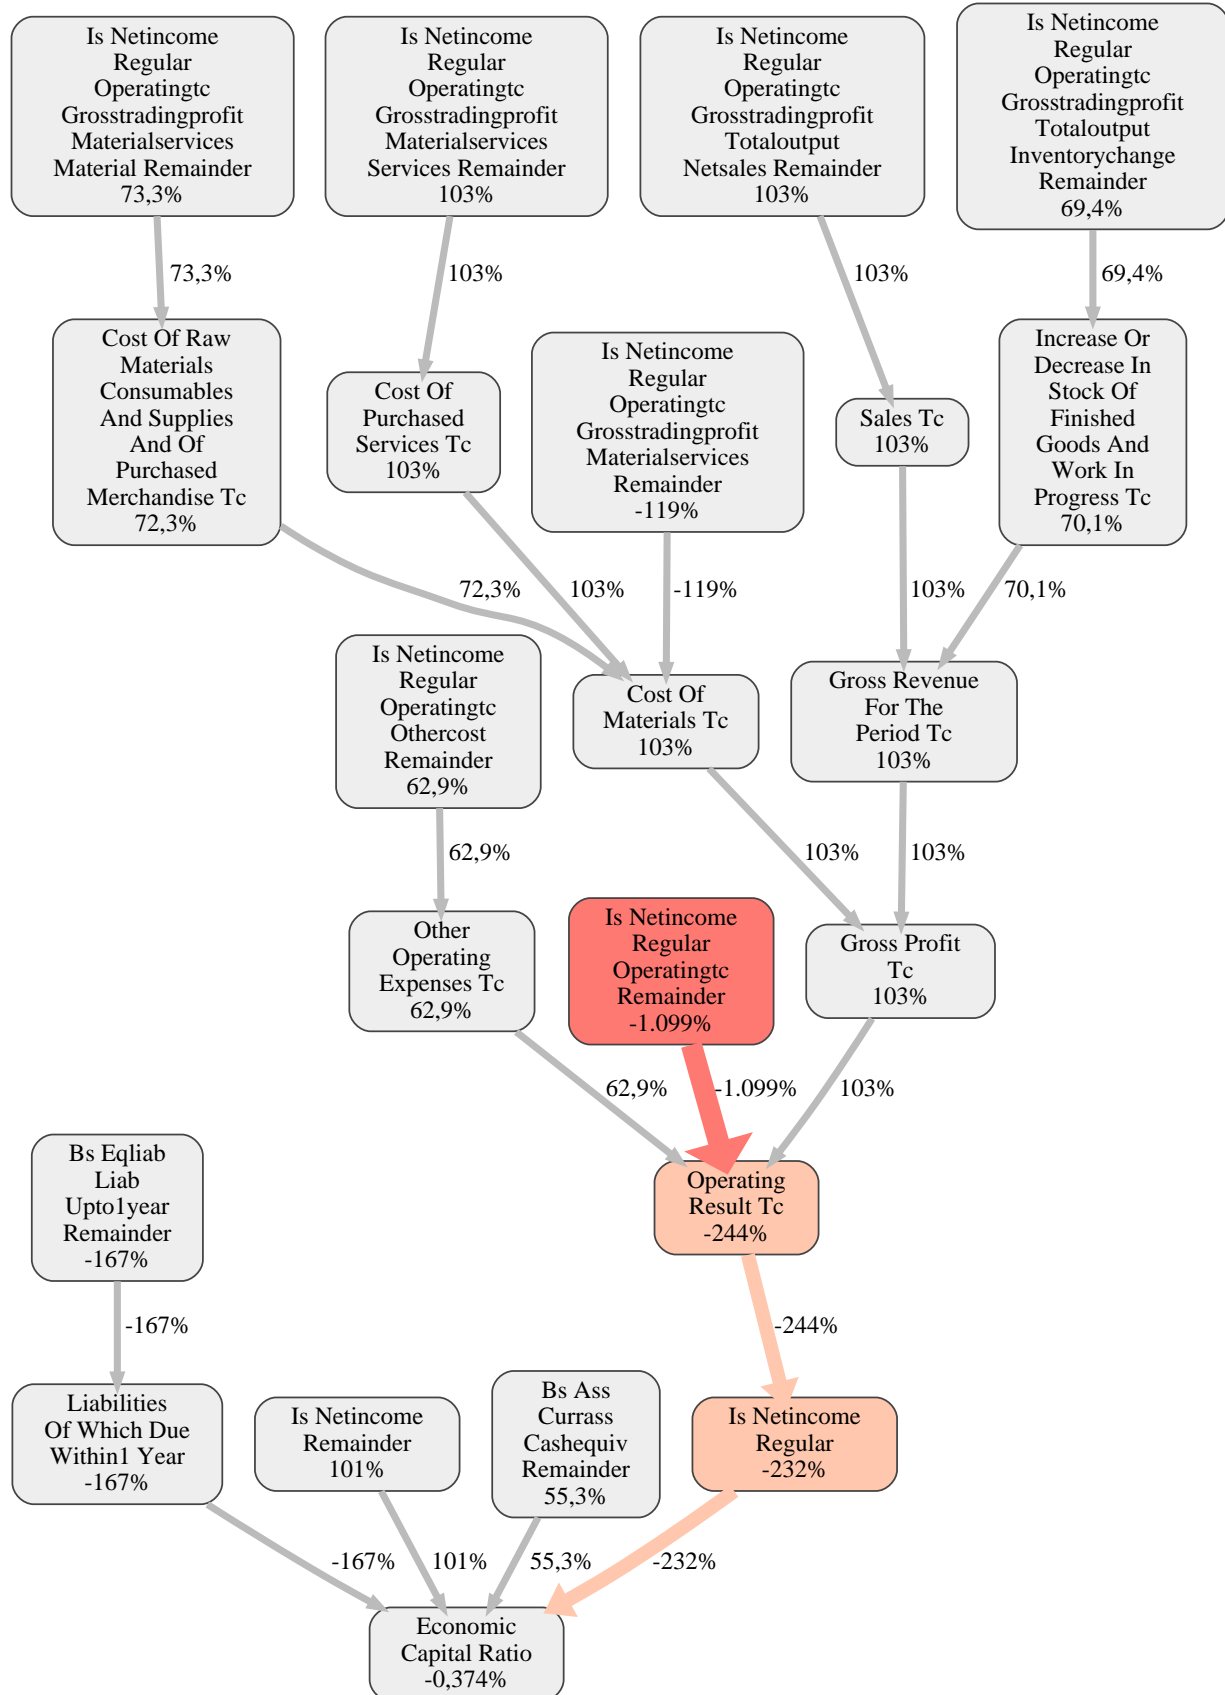 Is Netincome
Regular
Operatingtc
Grosstradingprofit
Materialservices
Material Remainder
73,3%
Is Netincome
Regular
Operatingtc
Grosstradingprofit
Materialservices
Services Remainder
103%
Is Netincome
Regular
Operatingtc
Grosstradingprofit
Totaloutput
Netsales Remainder
103%
Is Netincome
Regular
Operatingtc
Grosstradingprofit
Totaloutput
Inventorychange
Remainder
69,4%
73,3%
103%
103%
69,4%
Cost Of Raw
Materials
Consumables
And Supplies
And Of
Purchased
Merchandise Tc
72,3%
Cost Of
Purchased
Services Tc
103%
Is Netincome
Regular
Operatingtc
Grosstradingprofit
Materialservices
Remainder
-119%
Sales Tc
103%
Increase Or
Decrease In
Stock Of
Finished
Goods And
Work In
Progress Tc
70,1%
72,3%
103%
-119%
103%
70,1%
Is Netincome
Regular
Operatingtc
Othercost
Remainder
62,9%
Cost Of
Materials Tc
103%
Gross Revenue
For The
Period Tc
103%
62,9%
103%
103%
Other
Operating
Expenses Tc
62,9%
Is Netincome
Regular
Operatingtc
Remainder
-1.099%
Gross Profit
Tc
103%
62,9%
-1.099%
103%
Bs Eqliab
Liab
Upto1year
Remainder
-167%
Operating
Result Tc
-244%
-167%
-244%
Liabilities
Of Which Due
Within1 Year
-167%
Is Netincome
Remainder
101%
Bs Ass
Currass
Cashequiv
Remainder
55,3%
Is Netincome
Regular
-232%
-167%
101%
55,3%
-232%
Economic
Capital Ratio
-0,374%